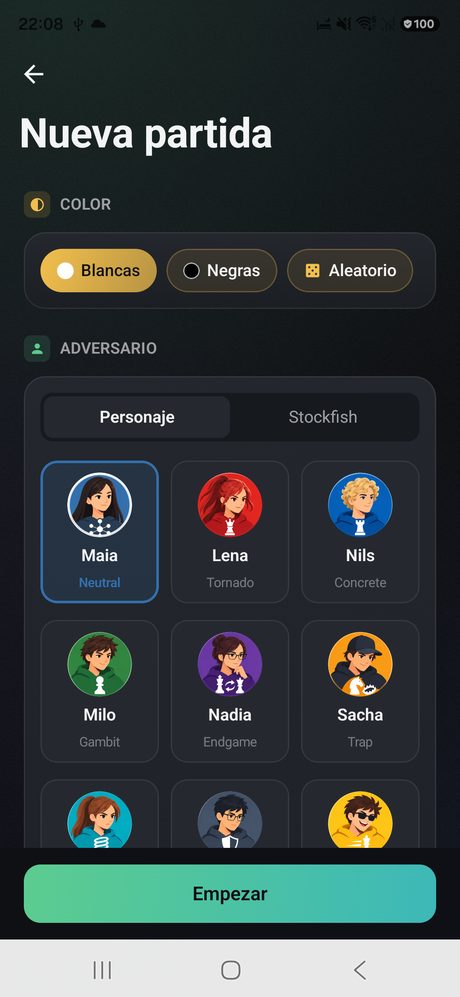 22:08
100
Nueva partida
COLOR
Blancas
Negras
Aleatorio
ADVERSARIO
Personaje
Stockfish
Maia
Lena
Nils
Neutral
Tornado
Concrete
Milo
Nadia
Sacha
Gambit
Endgame
Trap
Empezar